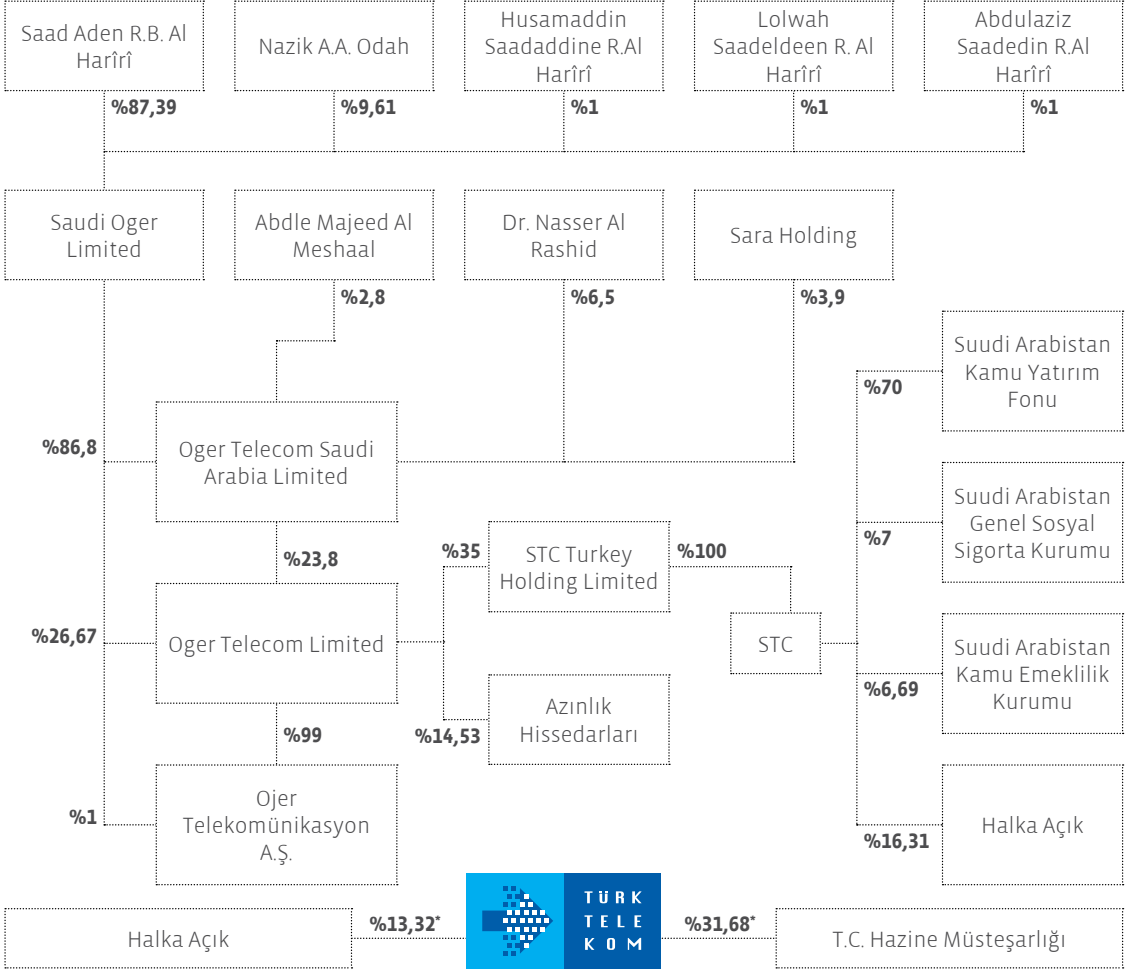 Saad Aden R.B. Al
Harîrî
Nazik A.A. Odah
Husamaddin
Saadaddine R.Al
Harîrî
Lolwah
Saadeldeen R. Al
Harîrî
Abdulaziz
Saadedin R.Al
Harîrî
%87,39
%9,61
%1
%1
%1
Saudi Oger
Limited
Abdle Majeed Al
Meshaal
Dr. Nasser Al
Rashid
Sara Holding
%2,8
%6,5
%3,9
Suudi Arabistan
Kamu Yatırım
Fonu
%70
%86,8
Oger Telecom Saudi
Arabia Limited
Suudi Arabistan
Genel Sosyal
Sigorta Kurumu
%7
%23,8
%35
STC Turkey
Holding Limited
%100
%26,67
Oger Telecom Limited
STC
Suudi Arabistan
Kamu Emeklilik
Kurumu
%6,69
Azınlık
Hissedarları
%14,53
%99
%1
Ojer
Telekomünikasyon
A.Ş.
Halka Açık
%16,31
Halka Açık
%13,32*
TÜRK
TELE
KOM
%31,68*
T.C. Hazine Müsteşarlığı